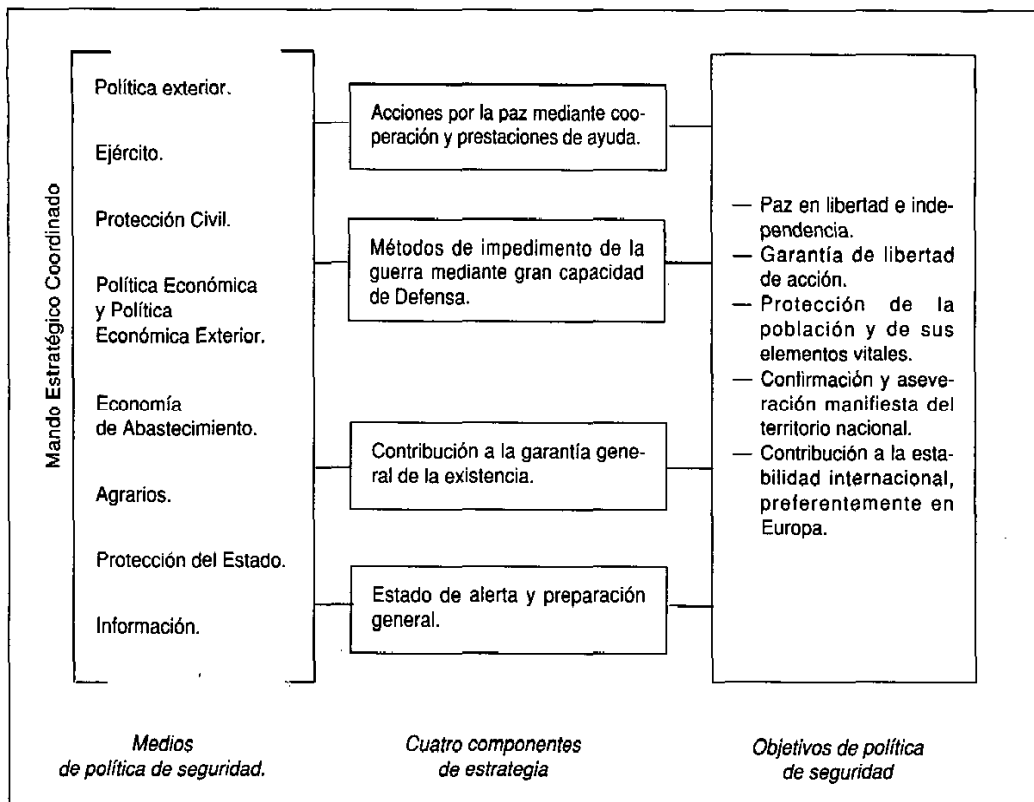 Mando Estratégico Coordinado
Política exterior.
Ejército.
Protección Civil.
Política Económica
y Política
Económica Exterior.
Economía
de Abastecimiento.
Agrarios.
Protección del Estado.
Información.
Medios
de política de seguridad.
Acciones por la paz mediante coo-
peración y prestaciones de ayuda.
Métodos de impedimento de la
guerra mediante gran capacidad
de Defensa.
Contribución a la garantía gene-
ral de la existencia.
Estado de alerta y preparación
general.
Cuatro componentes
de estrategia
— Paz en libertad e inde-
pendencia.
— Garantía de libertad
de acción.
— Protección de la
población y de sus
elementos vitales.
— Confirmación y aseve-
ración manifiesta del
territorio nacional.
— Contribución a la esta-
bilidad internacional,
preferentemente en
Europa.
Objetivos de política
de seguridad